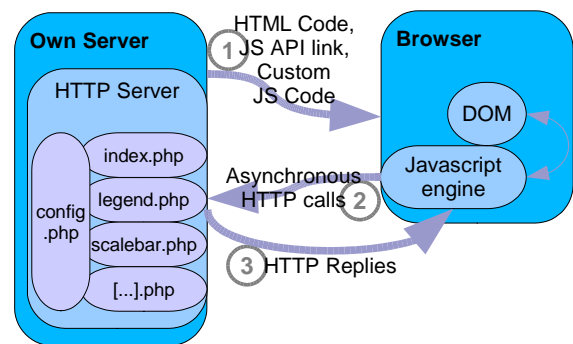 Own Server
HTTP Server
config
.php
index.php
legend.php
scalebar.php
[...].php
1
HTML Code,
JS API link,
Custom
JS Code
Asynchronous
HTTP calls
2
3
HTTP Replies
Browser
DOM
Javascript
engine